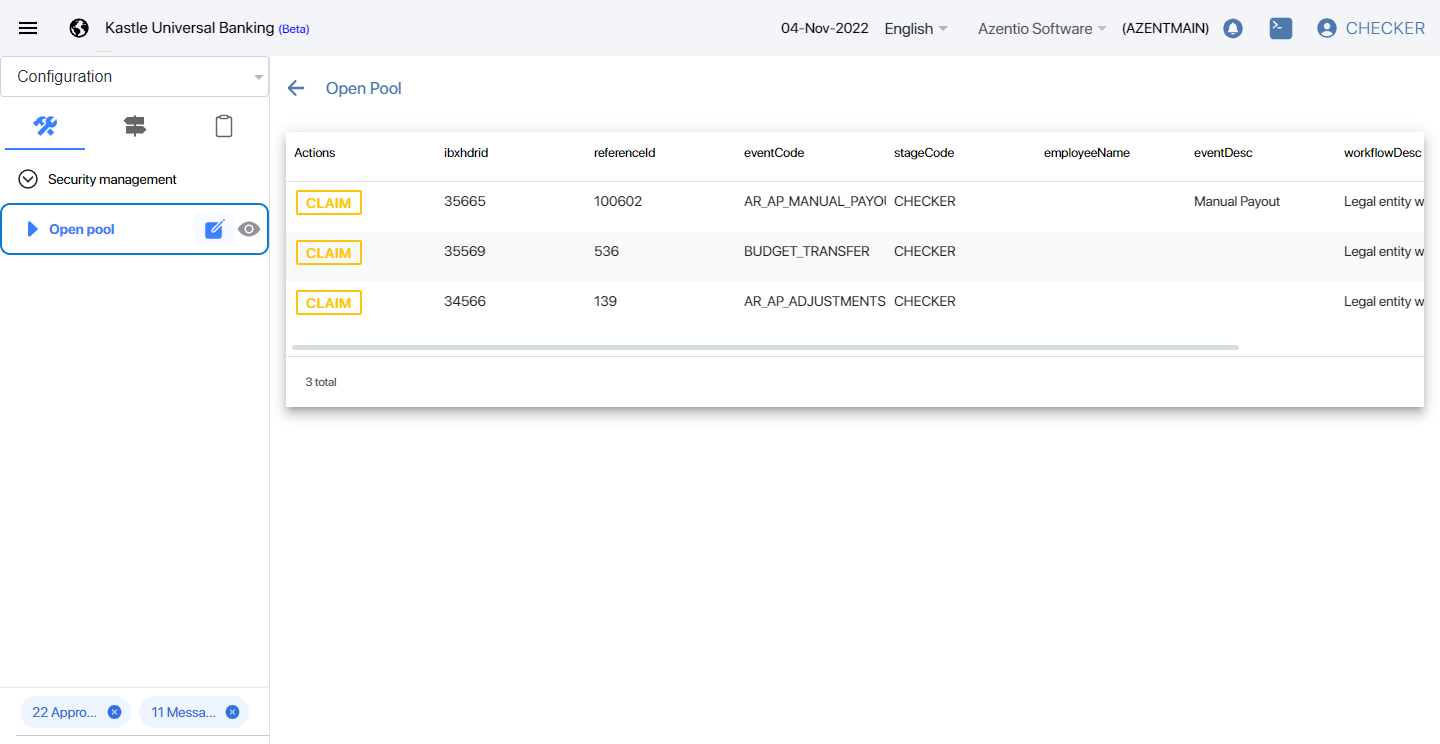 Kastle Universal Banking (Beta) 04-Nov-2022 English Azentio Software (AZENTMAIN) CHECKER
Configuration
Open Pool
Security management
Open pool
Actions ibxhdrid referenceId eventCode stageCode employeeName eventDesc workflowDesc
CLAIM 35665 100602 AR_AP_MANUAL_PAYOU CHECKER Manual Payout Legal entity w
CLAIM 35569 536 BUDGET_TRANSFER CHECKER Legal entity w
CLAIM 34566 139 AR_AP_ADJUSTMENTS CHECKER Legal entity w
3 total
22 Appro... 11 Messa...